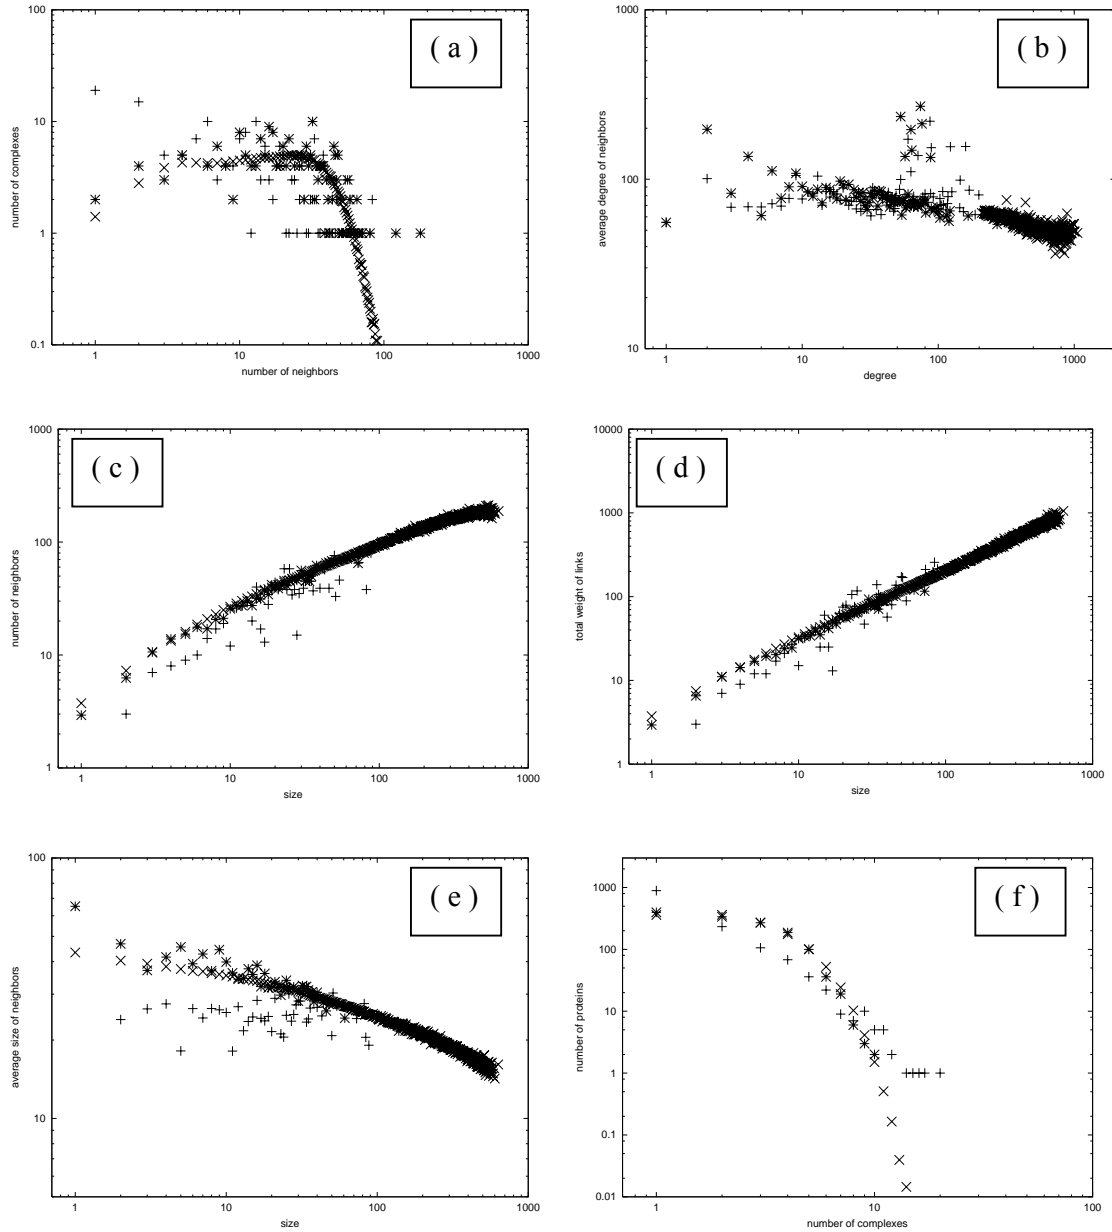 ( a )
100
10
1
0.1
number of complexes
1
10
100
1000
number of neighbors
( b )
1000
100
10
average degree of neighbors
1
10
100
1000
degree
( c )
1000
100
10
1
number of neighbors
1
10
100
1000
size
( d )
10000
1000
100
10
1
total weight of links
1
10
100
1000
size
( e )
100
10
average size of neighbors
1
10
100
1000
size
( f )
1000
100
10
1
0.1
0.01
number of proteins
1
10
100
number of complexes